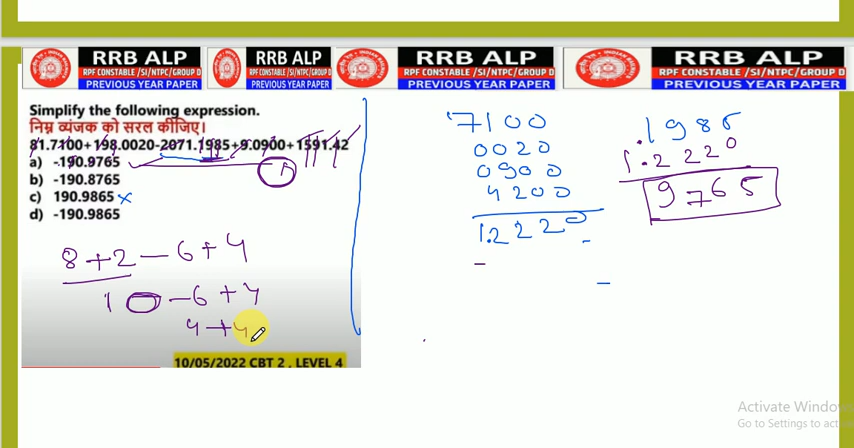 RRB ALP
RPF CONSTABLE /SI/NTPC/GROUP D
PREVIOUS YEAR PAPER
RRB ALP
RPF CONSTABLE /SI/NTPC/GROUP D
PREVIOUS YEAR PAPER
RRB ALP
RPF CONSTABLE /SI/NTPC/GROUP D
PREVIOUS YEAR PAPER
RRB ALP
RPF CONSTABLE /SI/NTPC/GROUP D
PREVIOUS YEAR PAPER
Simplify the following expression.
निम्न व्यंजक को सरल कीजिए।
81.7100+198.0020-2071.1985+9.0900+1591.42
a) -190.9765
b) -190.8765
c) 190.9865 x
d) -190.9865
8+2-6+4
10-6+4
4+4
10/05/2022 CBT 2 , LEVEL 4
7100
0020
0900
4200
1.2220
.1985
1.2220
9765
Activate Windo
Go to Settings to act